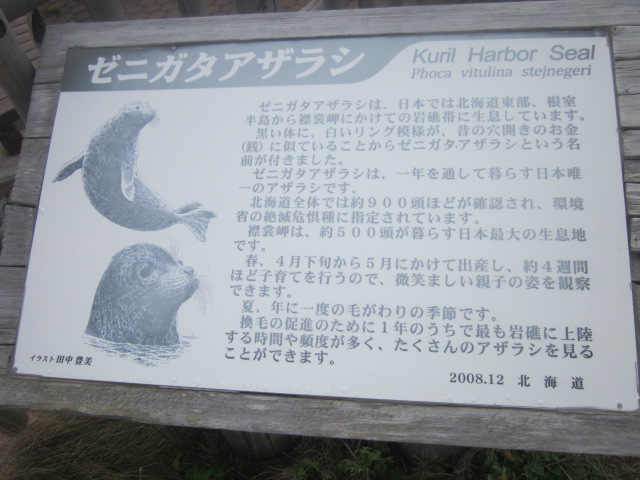 ゼニガタアザラシ
Kuril Harbor Seal
Phoca vitulina stejnegeri
ゼニガタアザラシは、日本では北海道東部、根室
半島から襟裳岬にかけての岩礁帯に生息しています。
黒い体に、白いリング模様が、昔の穴開きのお金
(銭)に似ていることからゼニガタアザラシという名
前が付きました。
ゼニガタアザラシは、一年を通して暮らす日本唯
一のアザラシです。
北海道全体では約900頭ほどが確認され、環境
省の絶滅危惧種に指定されています。
襟裳岬は、約500頭が暮らす日本最大の生息地
です。
春、4月下旬から5月にかけて出産し、約4週間
ほど子育てを行うので、微笑ましい親子の姿を観察
できます。
夏、年に一度の毛がわりの季節です。
換毛の促進のために1年のうちで最も岩礁に上陸
する時間や頻度が多く、たくさんのアザラシを見る
ことができます。
イラスト田中豊美
2008.12 北海道